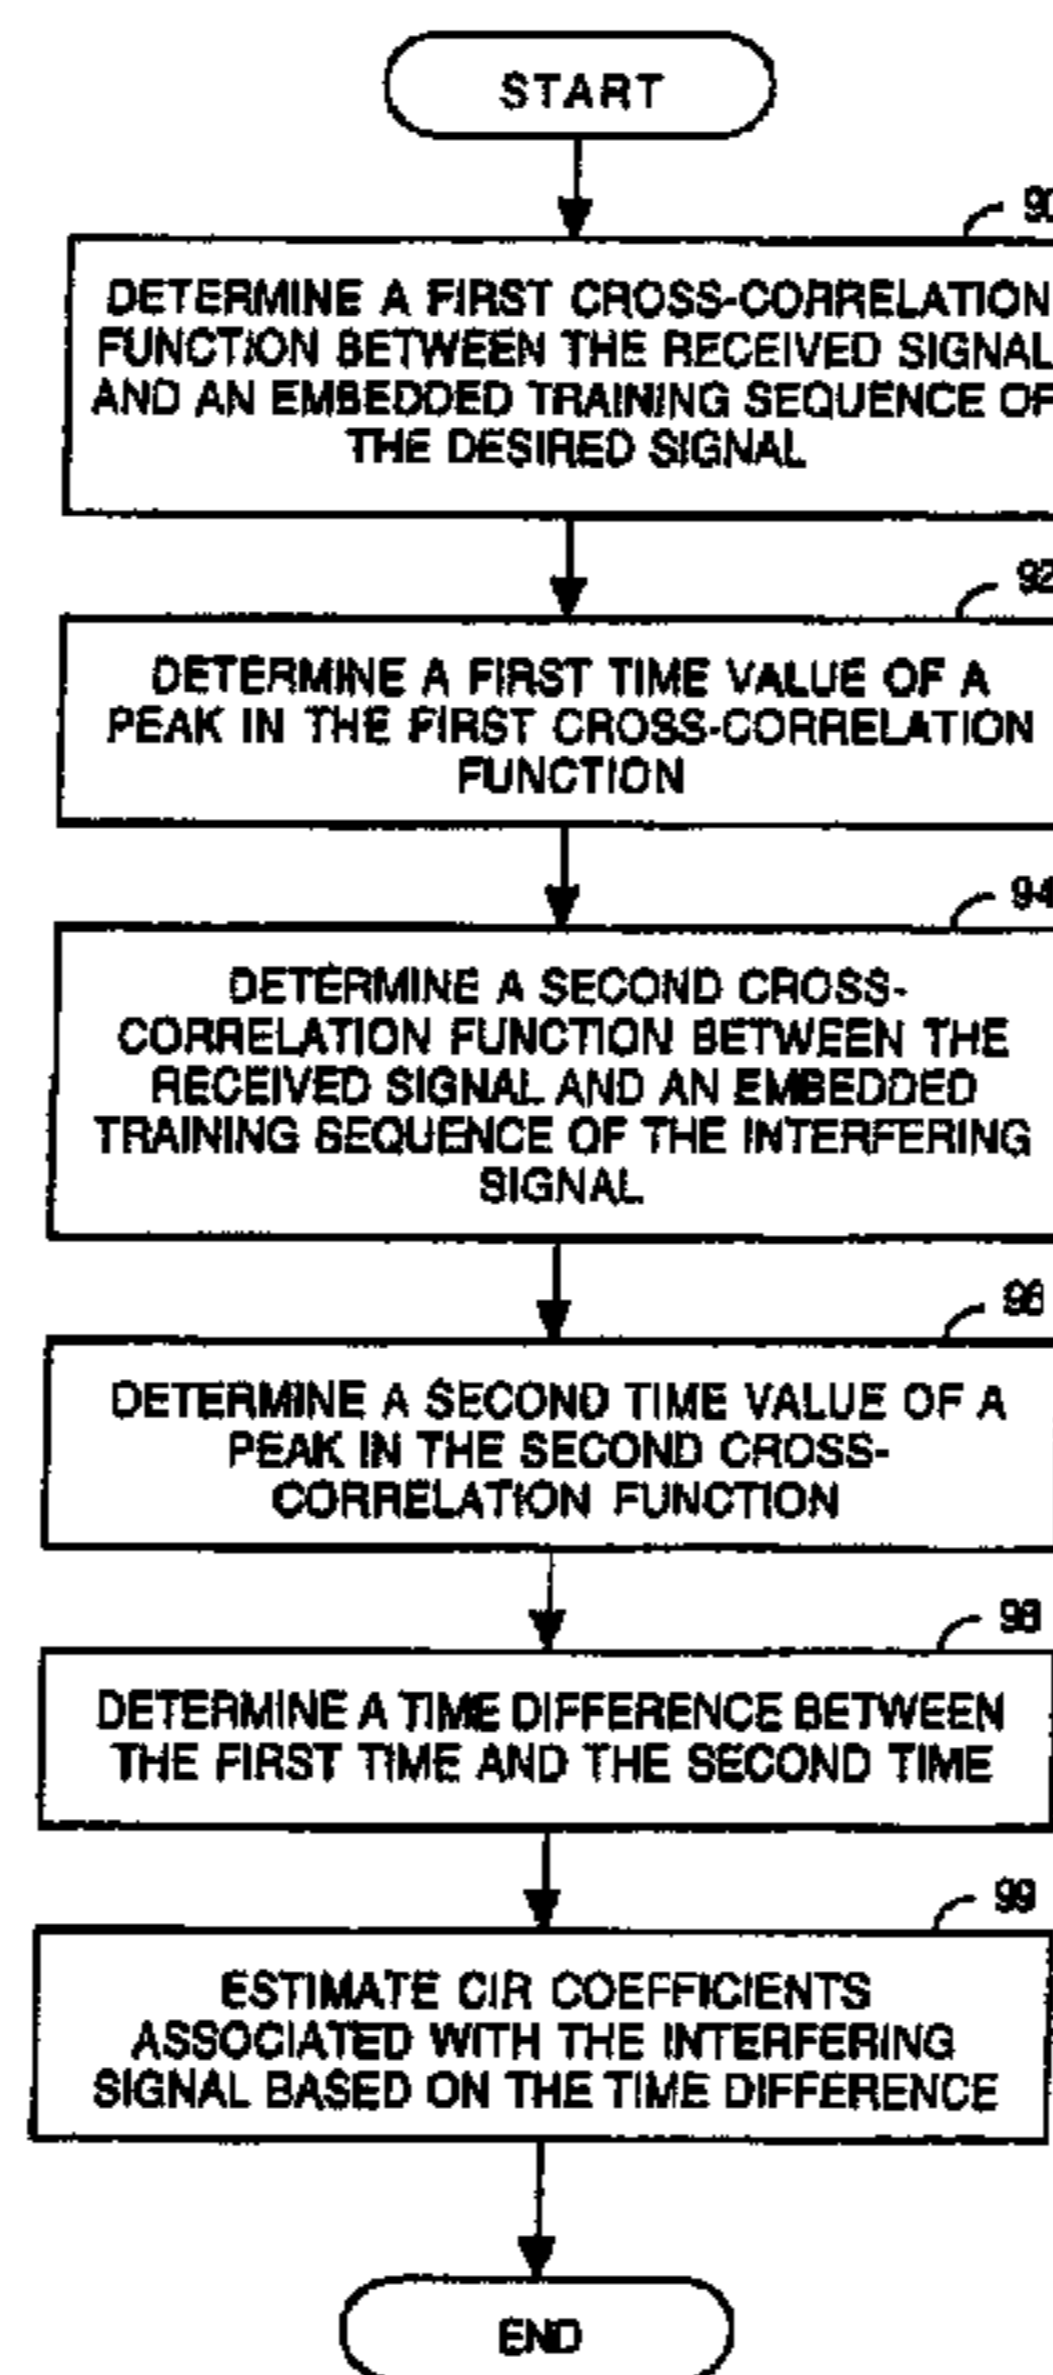 START
90
DETERMINE A FIRST CROSS-CORRELATION
FUNCTION BETWEEN THE RECEIVED SIGNAL
AND AN EMBEDDED TRAINING SEQUENCE OF
THE DESIRED SIGNAL
92
DETERMINE A FIRST TIME VALUE OF A
PEAK IN THE FIRST CROSS-CORRELATION
FUNCTION
94
DETERMINE A SECOND CROSS-
CORRELATION FUNCTION BETWEEN THE
RECEIVED SIGNAL AND AN EMBEDDED
TRAINING SEQUENCE OF THE INTERFERING
SIGNAL
96
DETERMINE A SECOND TIME VALUE OF A
PEAK IN THE SECOND CROSS-
CORRELATION FUNCTION
98
DETERMINE A TIME DIFFERENCE BETWEEN
THE FIRST TIME AND THE SECOND TIME
99
ESTIMATE CIR COEFFICIENTS
ASSOCIATED WITH THE INTERFERING
SIGNAL BASED ON THE TIME DIFFERENCE
END